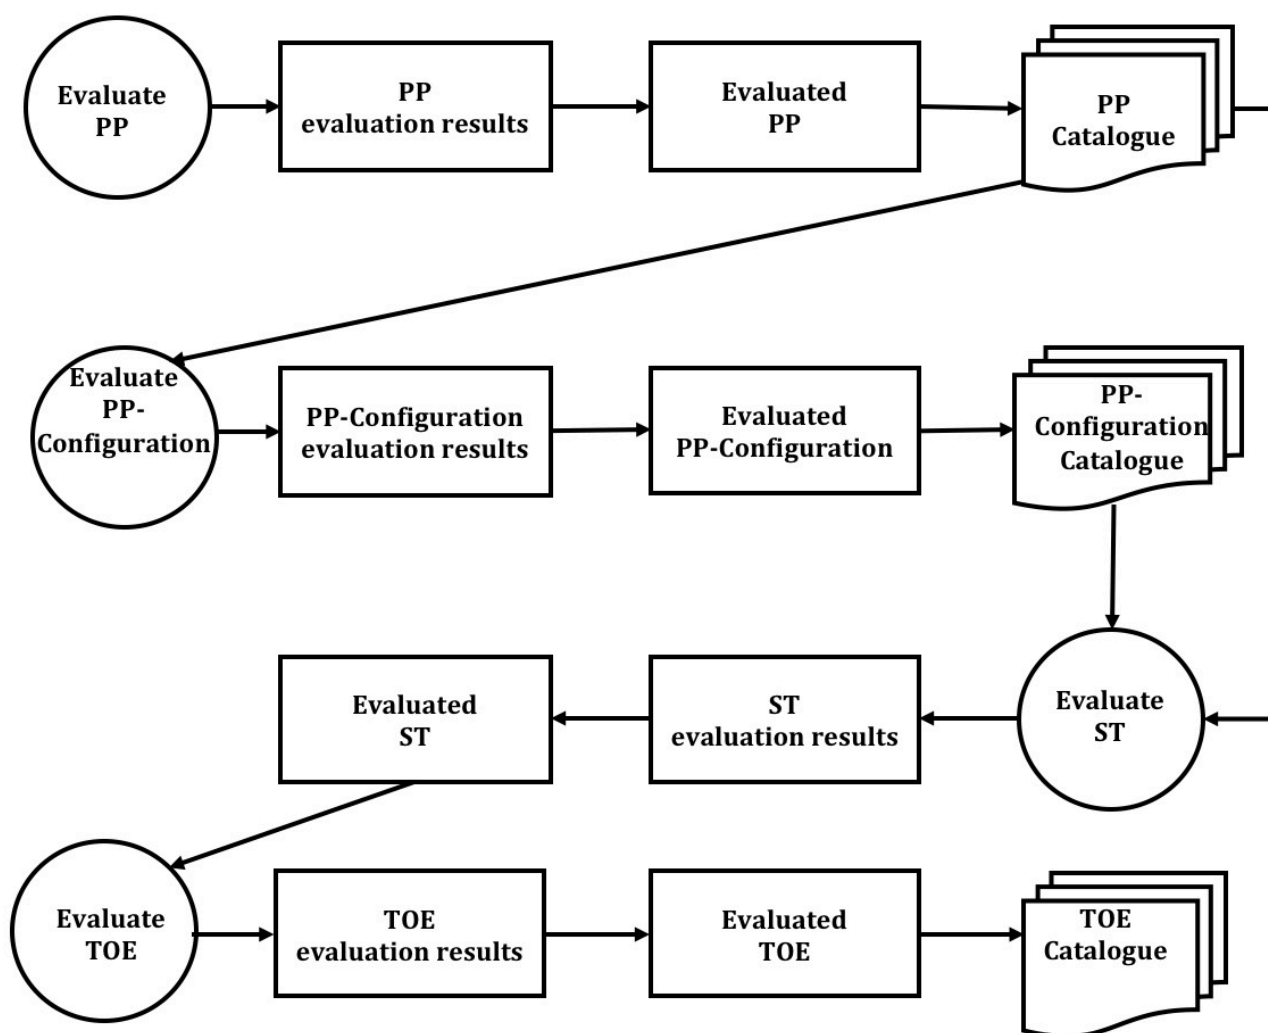 Evaluate
PP
PP
evaluation results
Evaluated
PP
PP
Catalogue
Evaluate
PP-
Configuration
PP-Configuration
evaluation results
Evaluated
PP-Configuration
PP-
Configuration
Catalogue
Evaluated
ST
ST
evaluation results
Evaluate
ST
Evaluate
TOE
TOE
evaluation results
Evaluated
TOE
TOE
Catalogue